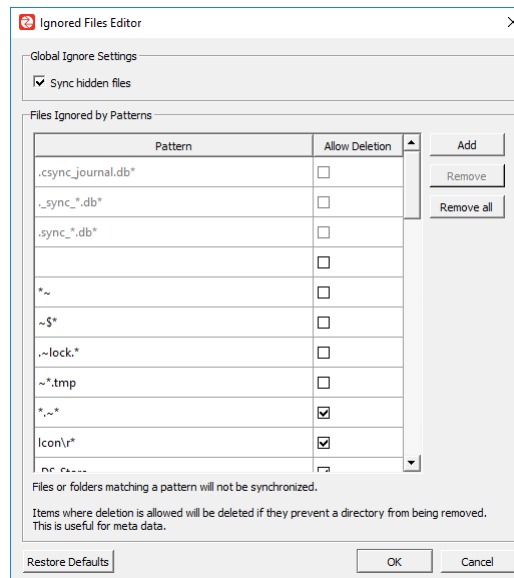 Ignored Files Editor
Global Ignore Settings
Sync hidden files
Files Ignored by Patterns
Pattern Allow Deletion
Add
.csync_journal.db*
Remove
._sync_*.db*
Remove all
.sync_*.db*
*~
~$*
.~lock.*
~*.tmp
*.~*
Icon\r*
.DS_Store
Files or folders matching a pattern will not be synchronized.
Items where deletion is allowed will be deleted if they prevent a directory from being removed.
This is useful for meta data.
Restore Defaults OK Cancel